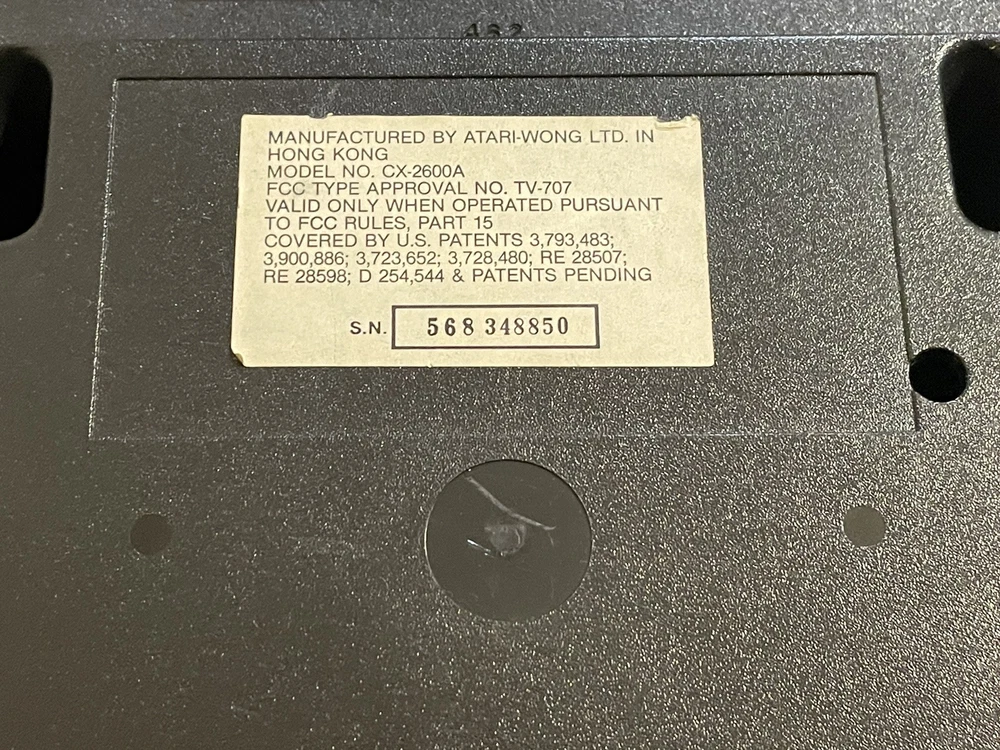 482
MANUFACTURED BY ATARI-WONG LTD. IN
HONG KONG
MODEL NO. CX-2600A
FCC TYPE APPROVAL NO. TV-707
VALID ONLY WHEN OPERATED PURSUANT
TO FCC RULES, PART 15
COVERED BY U.S. PATENTS 3,793,483;
3,900,886; 3,723,652; 3,728,480; RE 28507;
RE 28598; D 254,544 & PATENTS PENDING
S.N. 568 348850